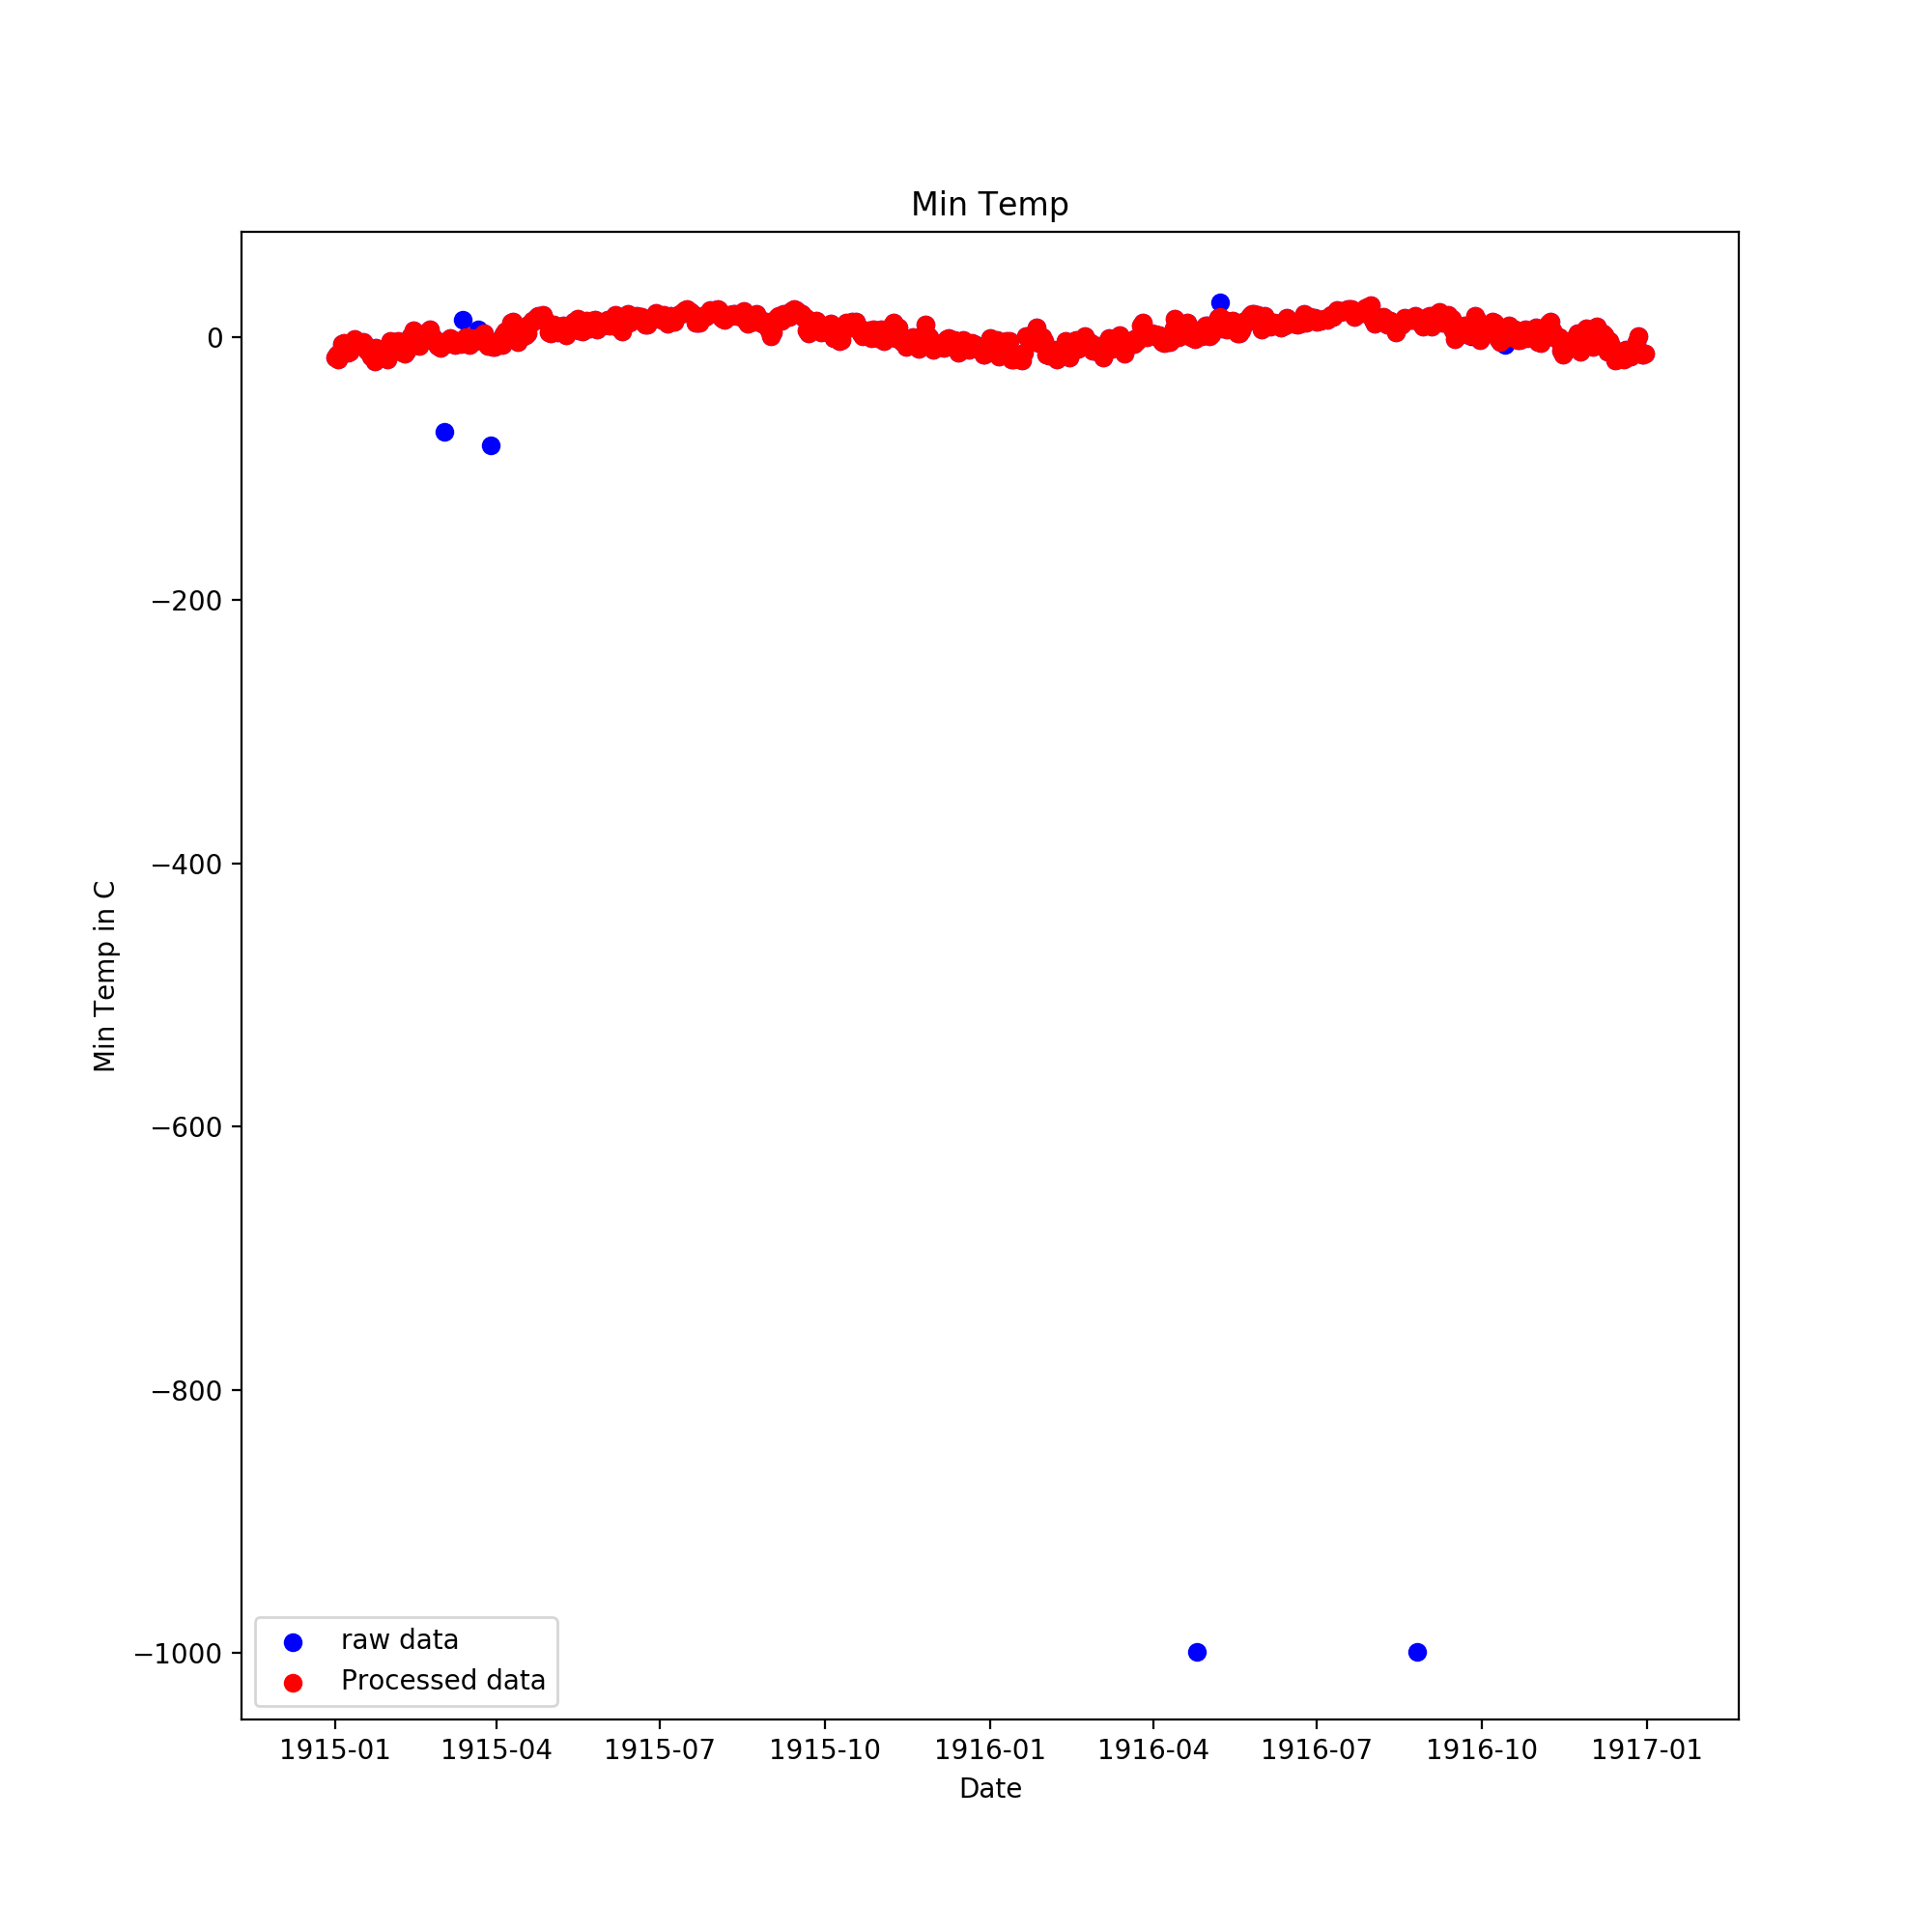 Min Temp
0
−200
−400
−600
−800
−1000
Min Temp in C
raw data
Processed data
1915-01 1915-04 1915-07 1915-10 1916-01 1916-04 1916-07 1916-10 1917-01
Date